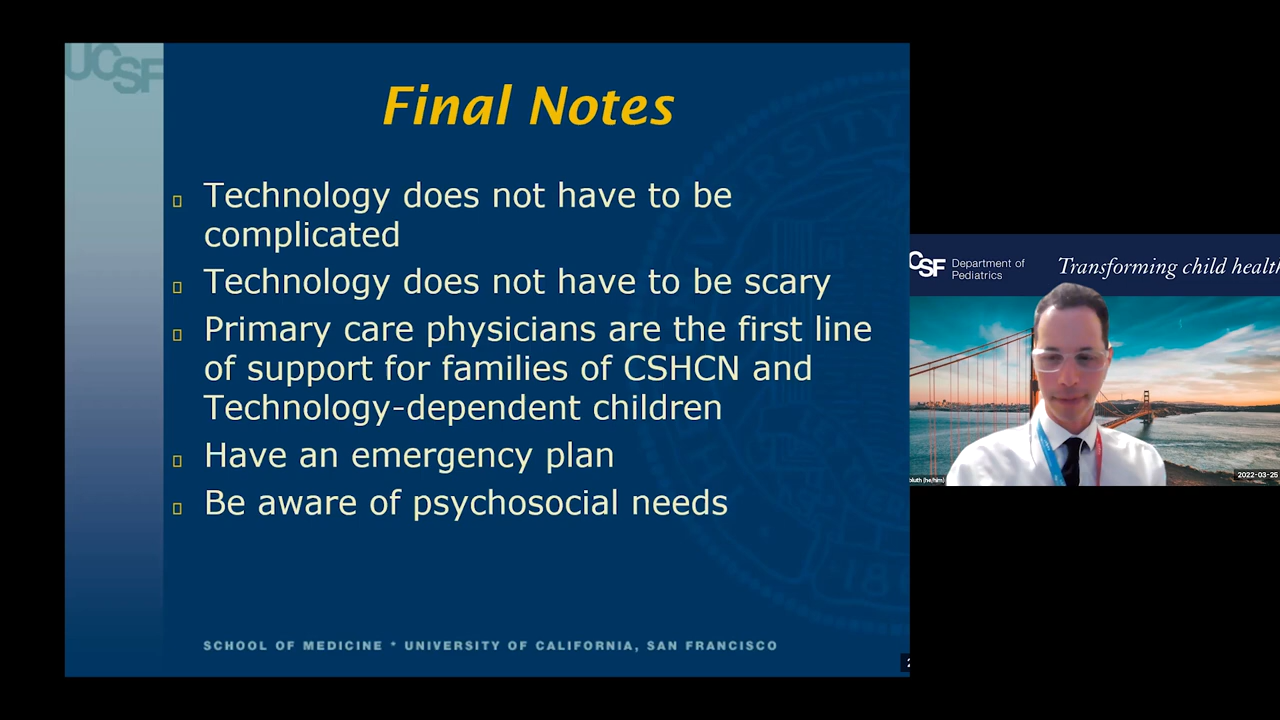 UCSF
Final Notes
Technology does not have to be
complicated
Technology does not have to be scary
Primary care physicians are the first line
of support for families of CSHCN and
Technology-dependent children
Have an emergency plan
Be aware of psychosocial needs
SCHOOL OF MEDICINE * UNIVERSITY OF CALIFORNIA, SAN FRANCISCO
CSF
Department of
Pediatrics
Transforming child health
(he/him)
2022-03-25